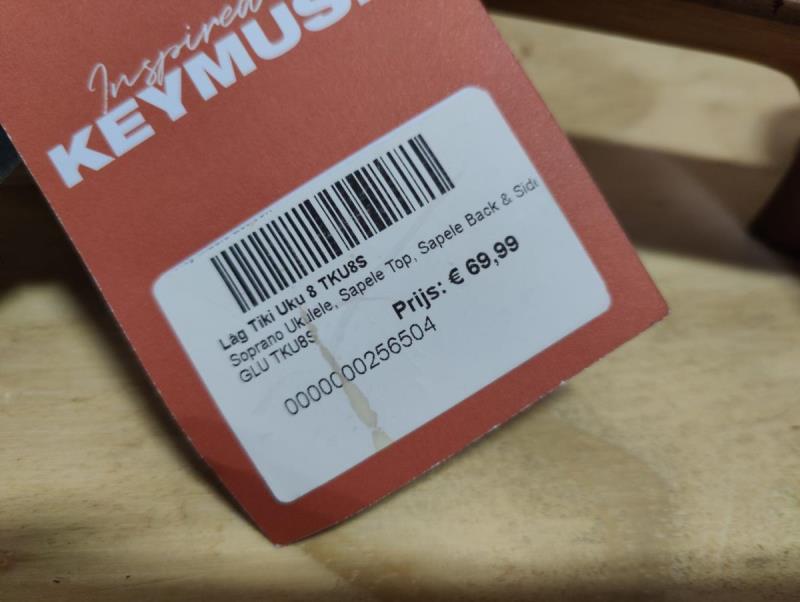 Inspired
KEYMUSI
Làg Tiki Uku 8 TKU8S
Soprano Ukulele, Sapele Top, Sapele Back & Side
GLU TKU8S
Prijs: € 69,99
0000000256504